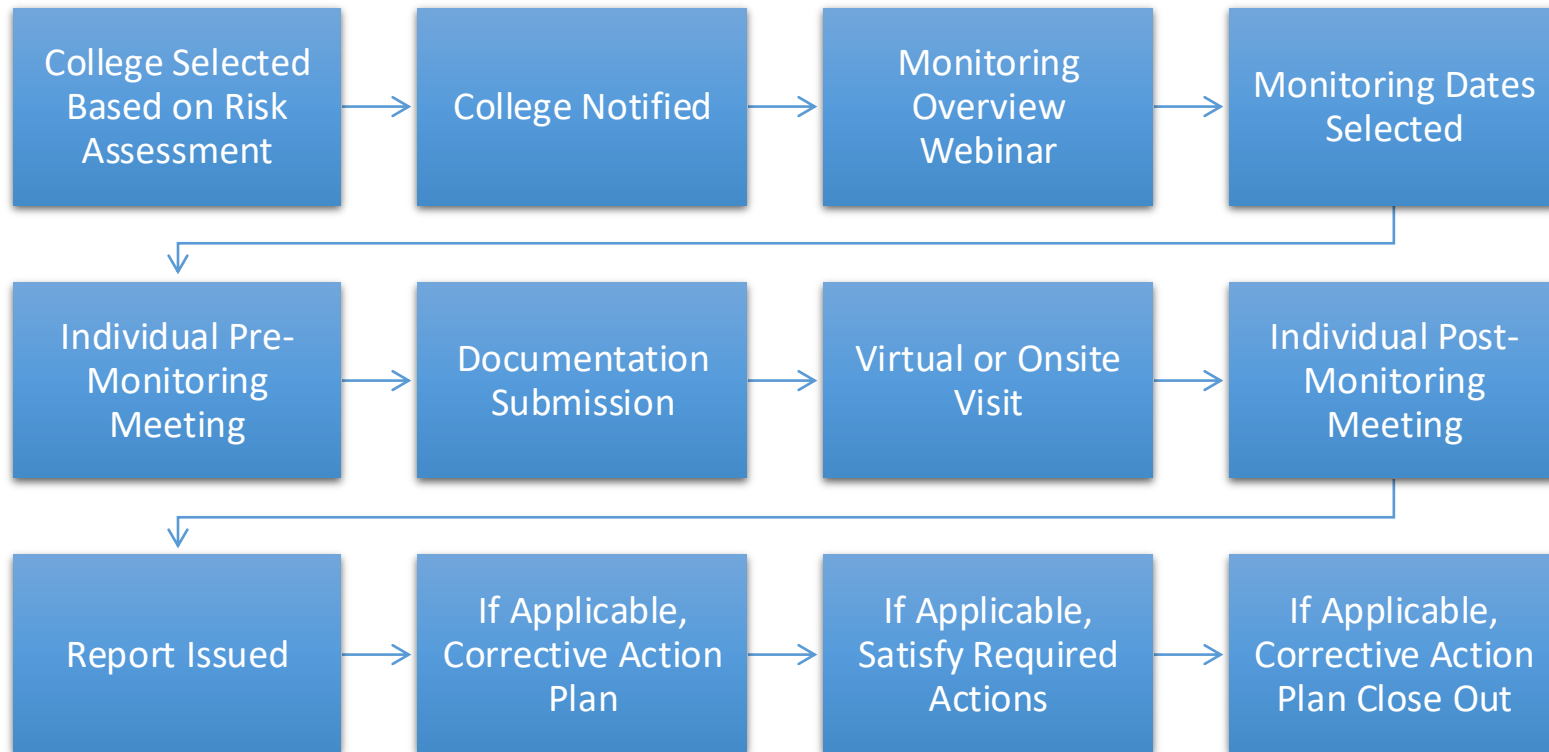 College Selected
Based on Risk
Assessment
College Notified
Monitoring
Overview
Webinar
Monitoring Dates
Selected
Individual Pre-
Monitoring
Meeting
Documentation
Submission
Virtual or Onsite
Visit
Individual Post-
Monitoring
Meeting
Report Issued
If Applicable,
Corrective Action
Plan
If Applicable,
Satisfy Required
Actions
If Applicable,
Corrective Action
Plan Close Out